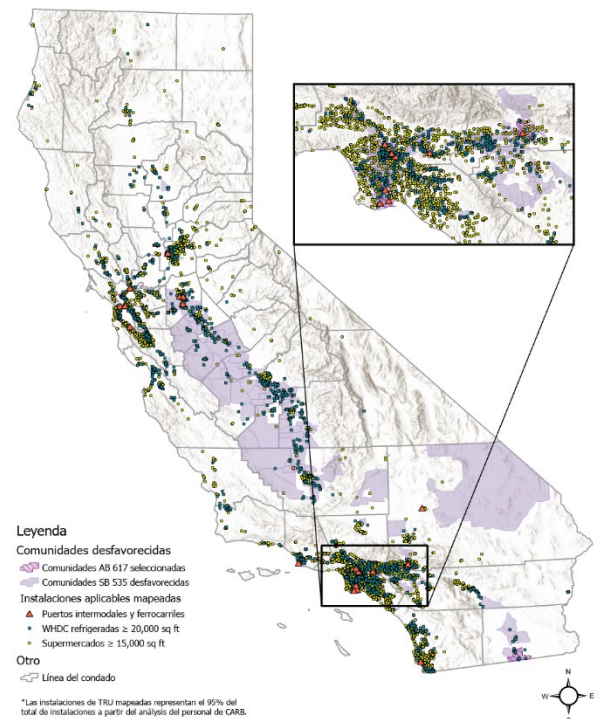 Leyenda
Comunidades desfavorecidas
Comunidades AB 617 seleccionadas
Comunidades SB 535 desfavorecidas
Instalaciones aplicables mapeadas
Puertos intermodales y ferrocarriles
WHDC refrigeradas ≥ 20,000 sq ft
Supermercados ≥ 15,000 sq ft
Otro
Línea del condado
*Las instalaciones de TRU mapeadas representan el 95% del
total de instalaciones a partir del análysis del personal de CARB.
N
W
E
S